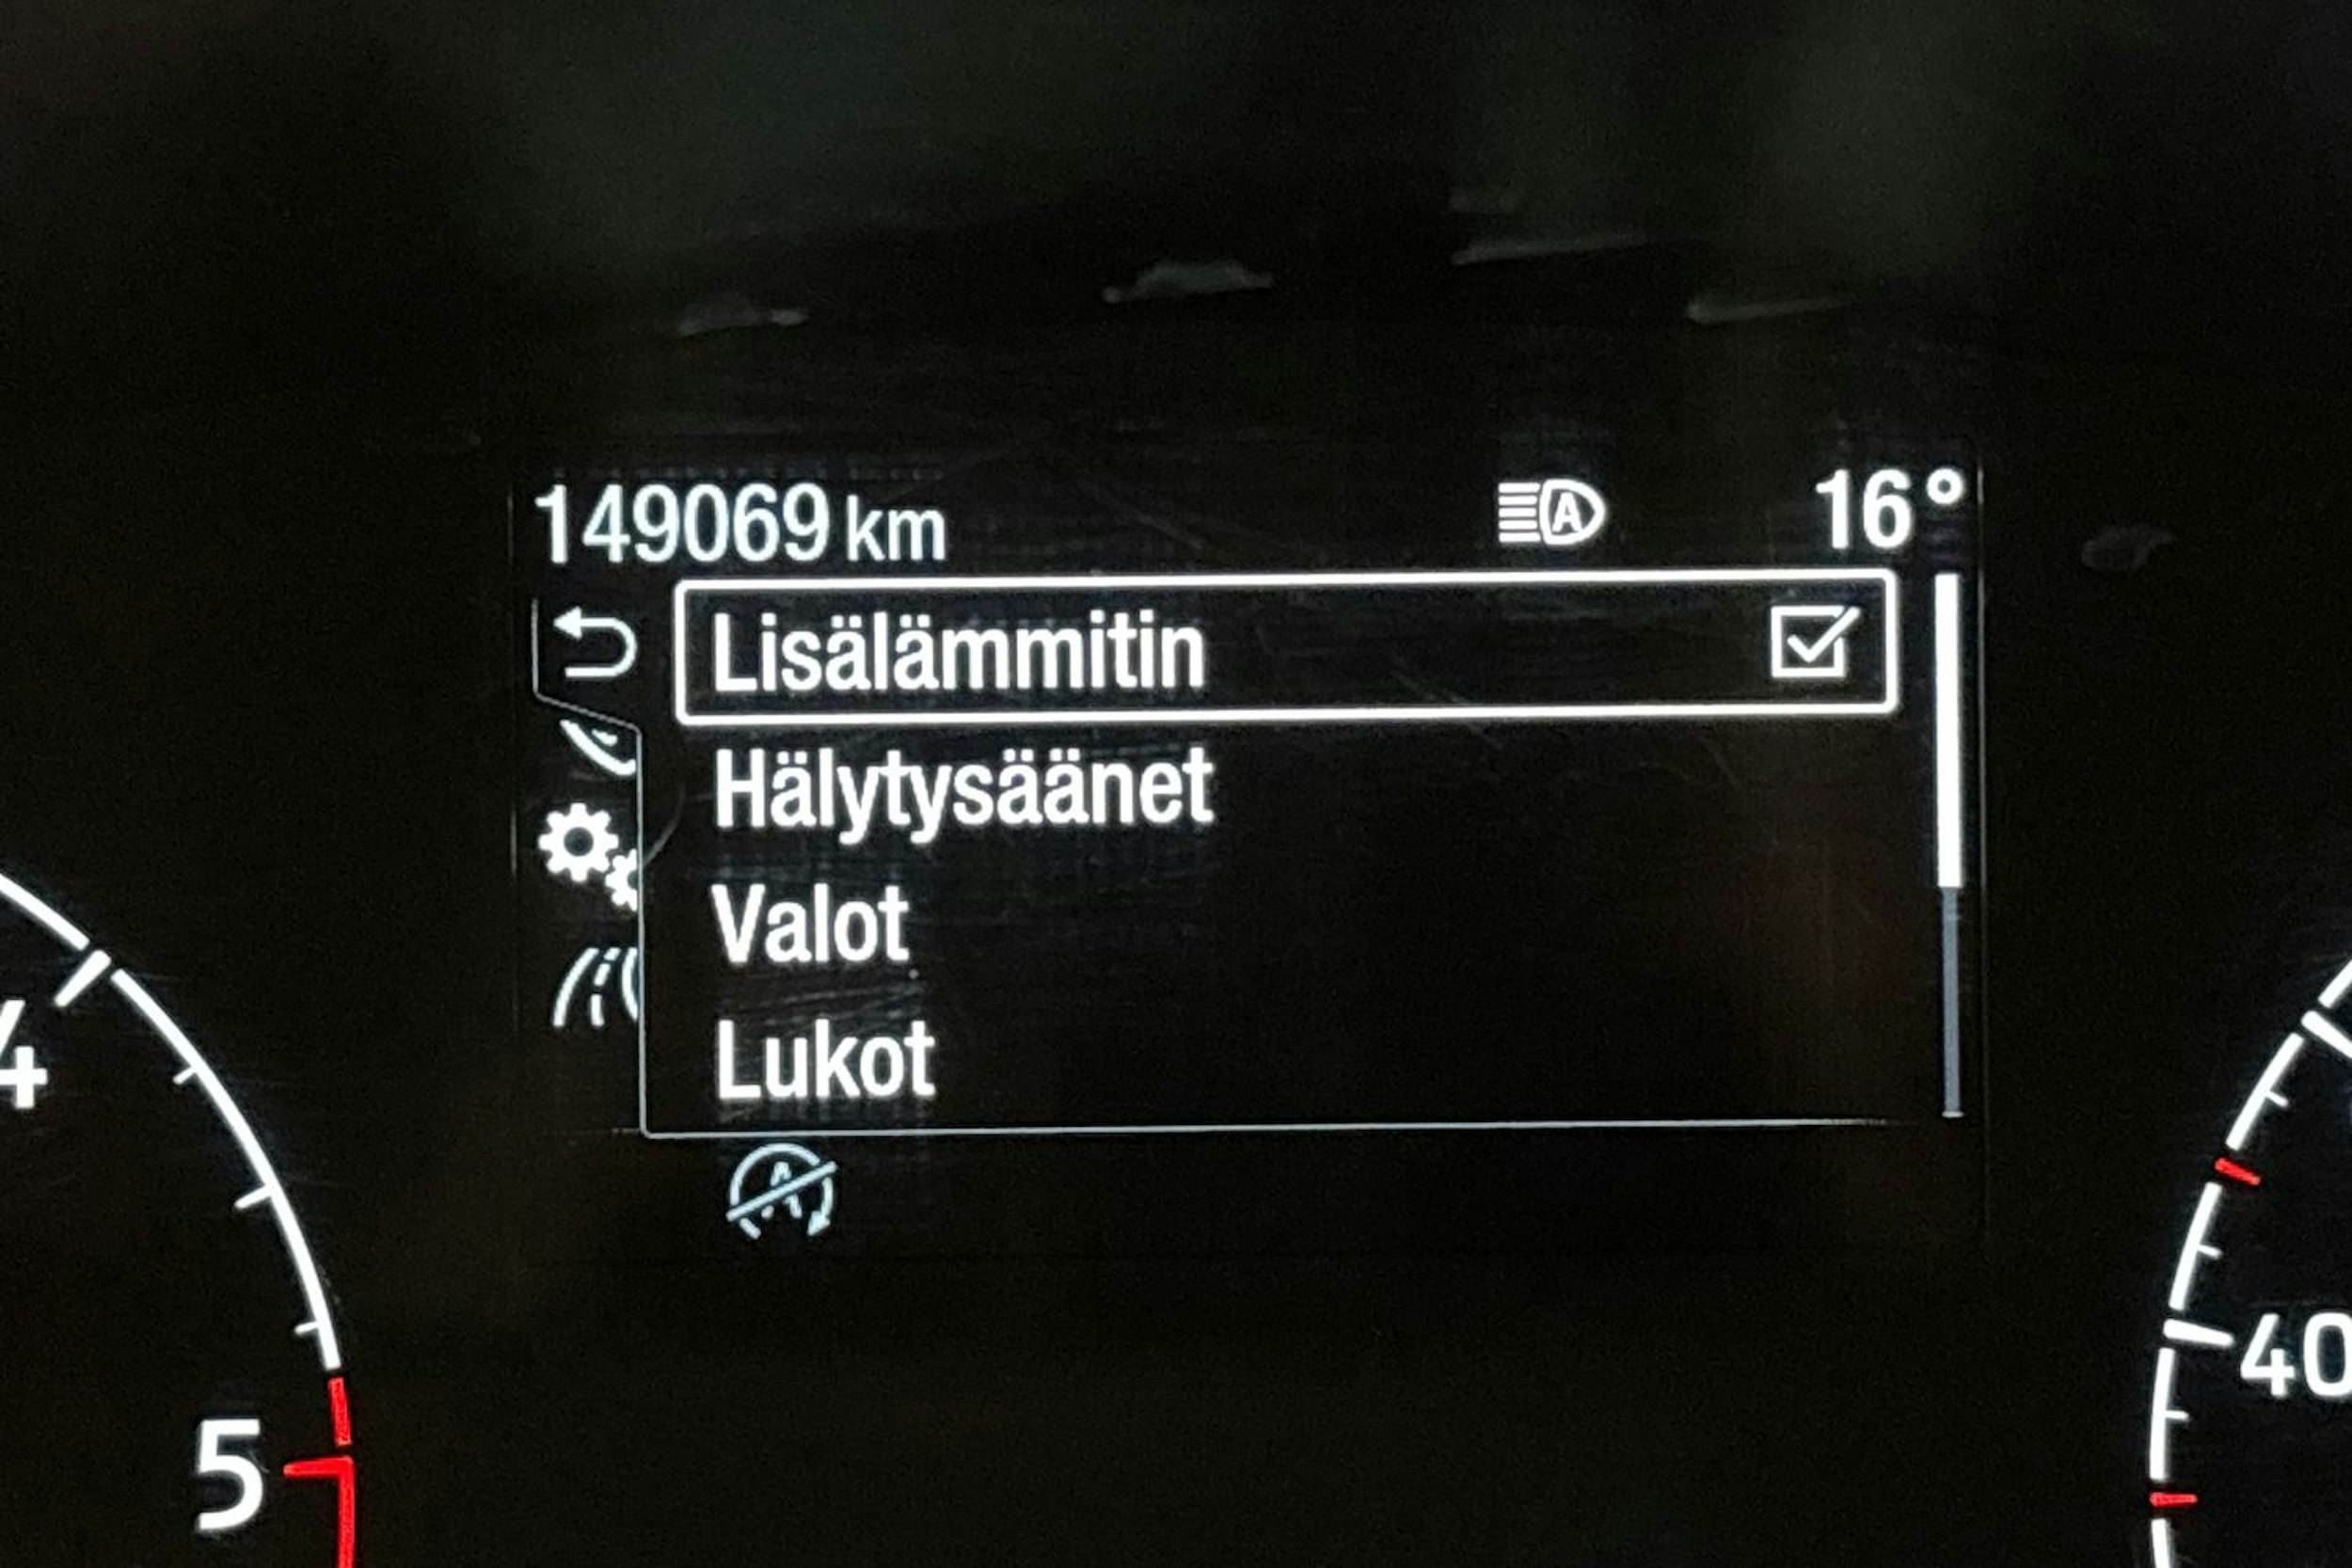 149069 km A 16°
Lisälämmitin
Hälytysäänet
Valot
Lukot
A
4
5
40